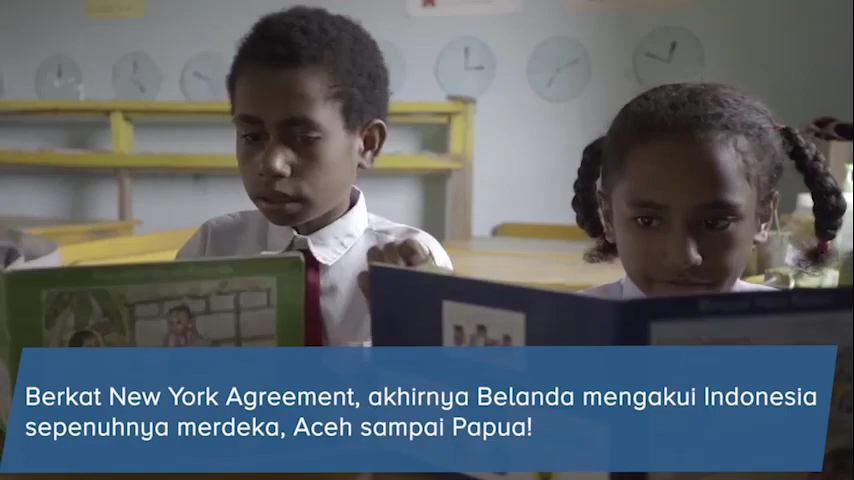 Berkat New York Agreement, akhirnya Belanda mengakui Indonesia
sepenuhnya merdeka, Aceh sampai Papua!